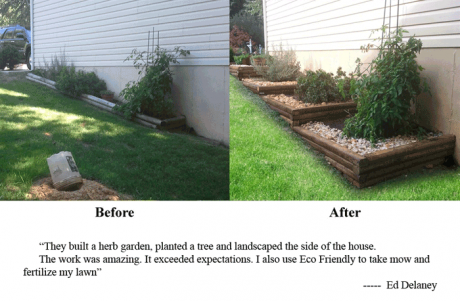 Before
After
“They built a herb garden, planted a tree and landscaped the side of the house.
The work was amazing. It exceeded expectations. I also use Eco Friendly to take mow and
fertilize my lawn”
----- Ed Delaney